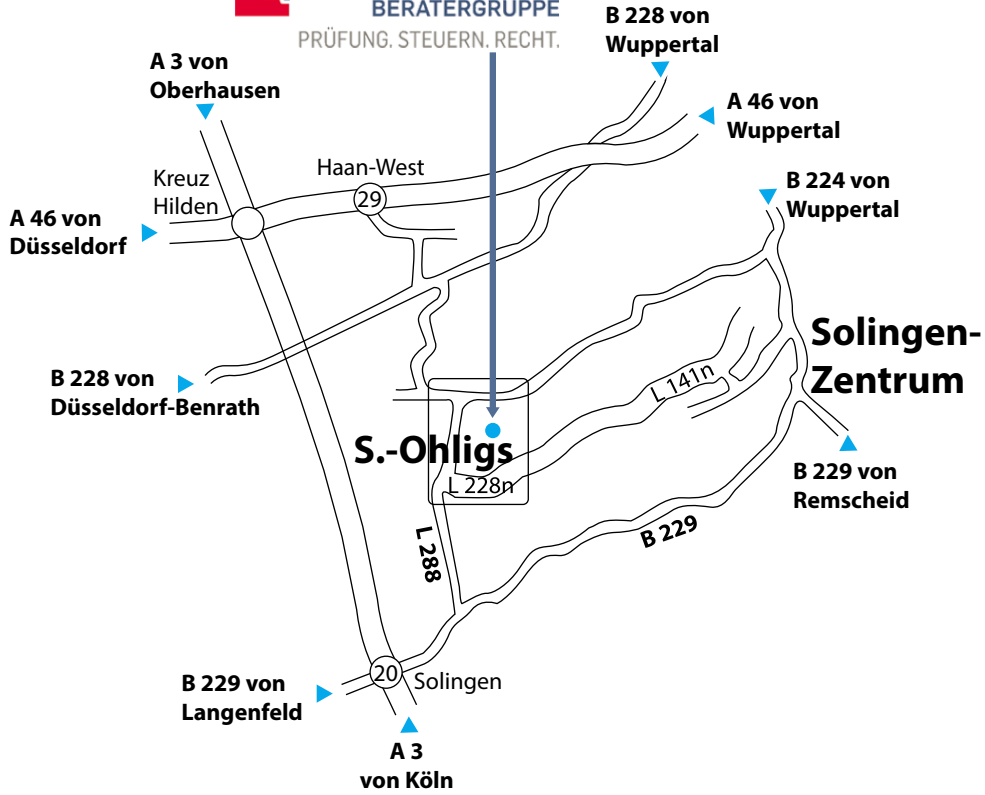 BERATERGRUPPE
PRÜFUNG. STEUERN. RECHT.
B 228 von
Wuppertal
A 3 von
Oberhausen
A 46 von
Wuppertal
Haan-West
29
Kreuz
Hilden
B 224 von
Wuppertal
A 46 von
Düsseldorf
Solingen-
Zentrum
B 228 von
Düsseldorf-Benrath
L 141n
S.-Ohligs
L 228n
B 229 von
Remscheid
L 288
B 229
20
Solingen
B 229 von
Langenfeld
A 3
von Köln